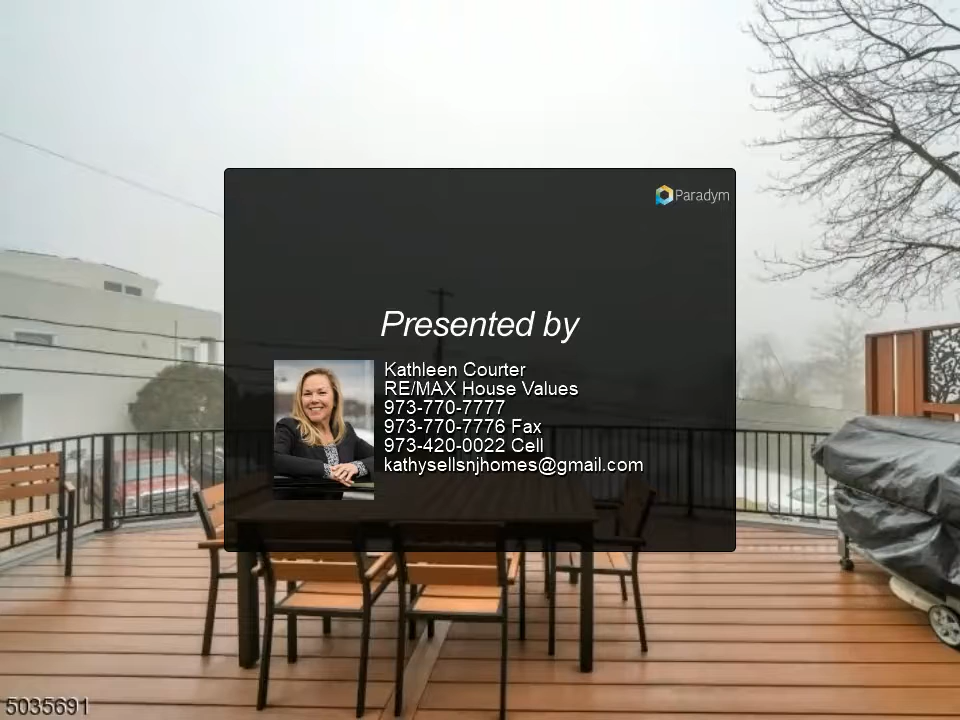 Paradym
Presented by
Kathleen Courter
RE/MAX House Values
973-770-7777
973-770-7776 Fax
973-420-0022 Cell
kathysellsnjhomes@gmail.com
5035691